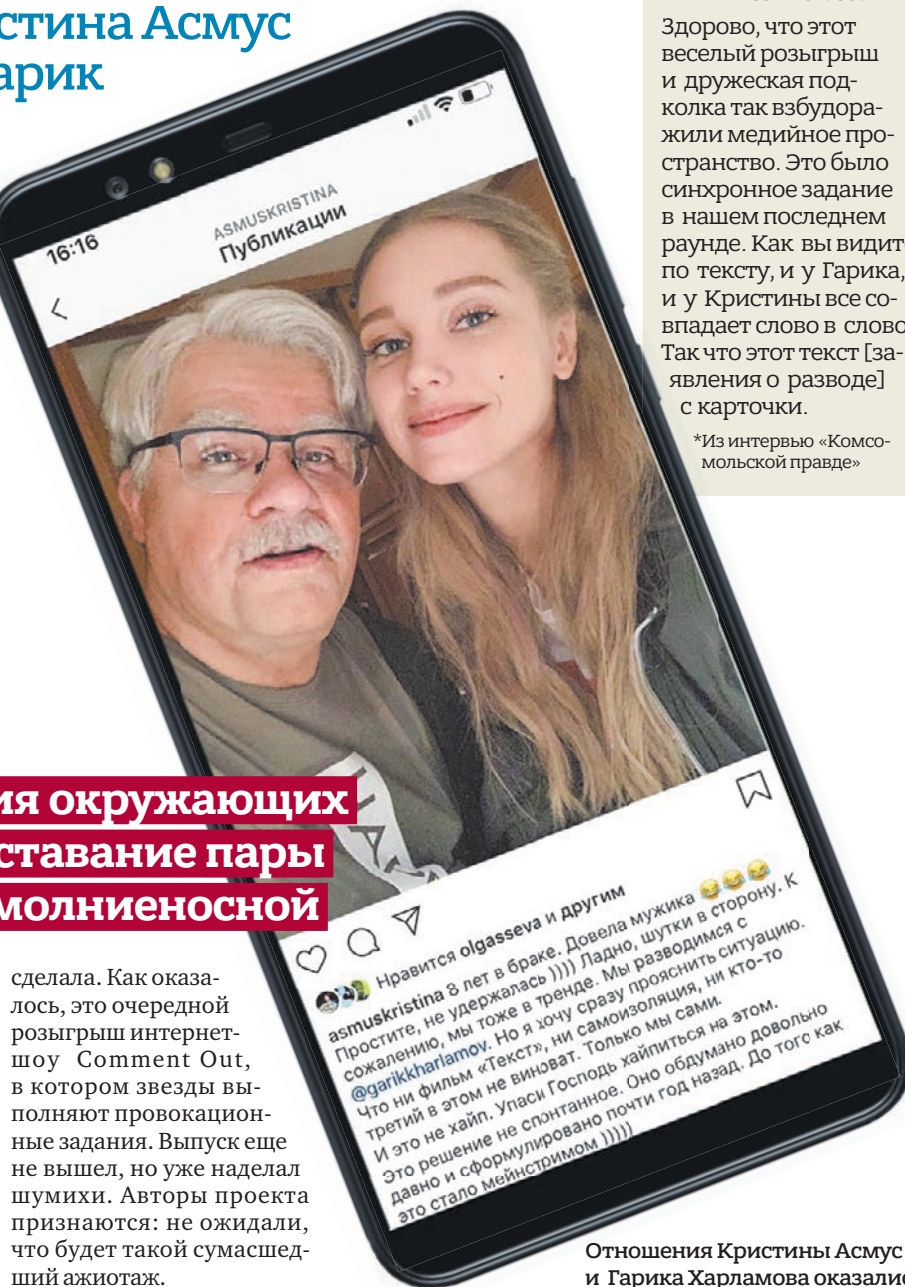 стина Асмус
арик
Здорово, что этот
веселый розыгрыш
и дружеская под-
колка так взбудора-
жили медийное про-
странство. Это было
синхронное задание
в нашем последнем
раунде. Как вы видит
по тексту, и у Гарика,
и у Кристины все со-
впадает слово в слово
Так что этот текст [за-
явления о разводе]
с карточки.
*Из интервью «Комсо-
мольской правде»
16:16
ASMUSKRISTINA
Публикации
ия окружающих
ставание пары
молниеносной
Нравится olgasseva и другим
asmuskristina 8 лет в браке. Довела мужика 😂😂😂
Простите, не удержалась )))) Ладно, шутки в сторону. К
сожалению, мы тоже в тренде. Мы разводимся с
@garikkharlamov. Но я хочу сразу прояснить ситуацию.
Что ни фильм «Текст», ни самоизоляция, ни кто-то
третий в этом не виноват. Только мы сами.
И это не хайп. Упаси Господь хайпиться на этом.
Это решение не спонтанное. Оно обдумано довольно
давно и сформулировано почти год назад. До того как
это стало мейнстримом )))))
сделала. Как оказа-
лось, это очередной
розыгрыш интернет-
шоу Comment Out,
в котором звезды вы-
полняют провокацион-
ные задания. Выпуск еще
не вышел, но уже наделал
шумихи. Авторы проекта
признаются: не ожидали,
что будет такой сумасшед-
ший ажиотаж.
Отношения Кристины Асмус
и Гарика Харламова оказалис